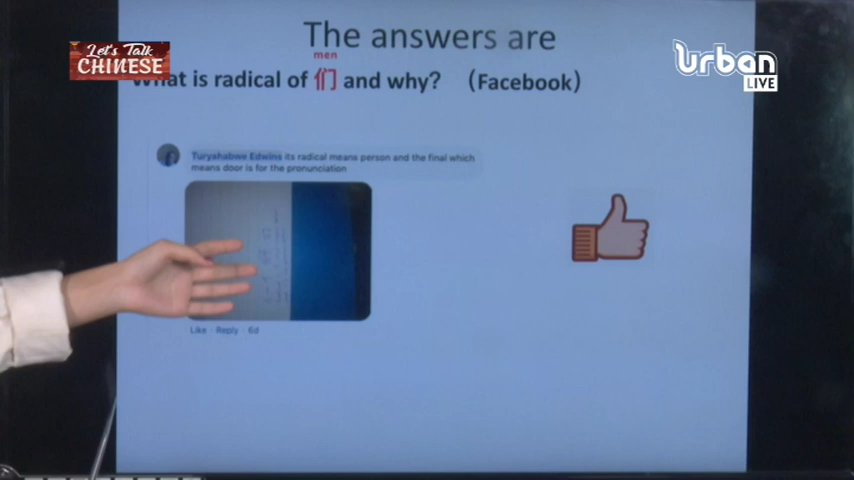 The answers are
Let's Talk
CHINESE
urban
LIVE
men
What is radical of 们 and why? （Facebook）
Turyahabwe Edwins its radical means person and the final which
means door is for the pronunciation
Like · Reply · 6d